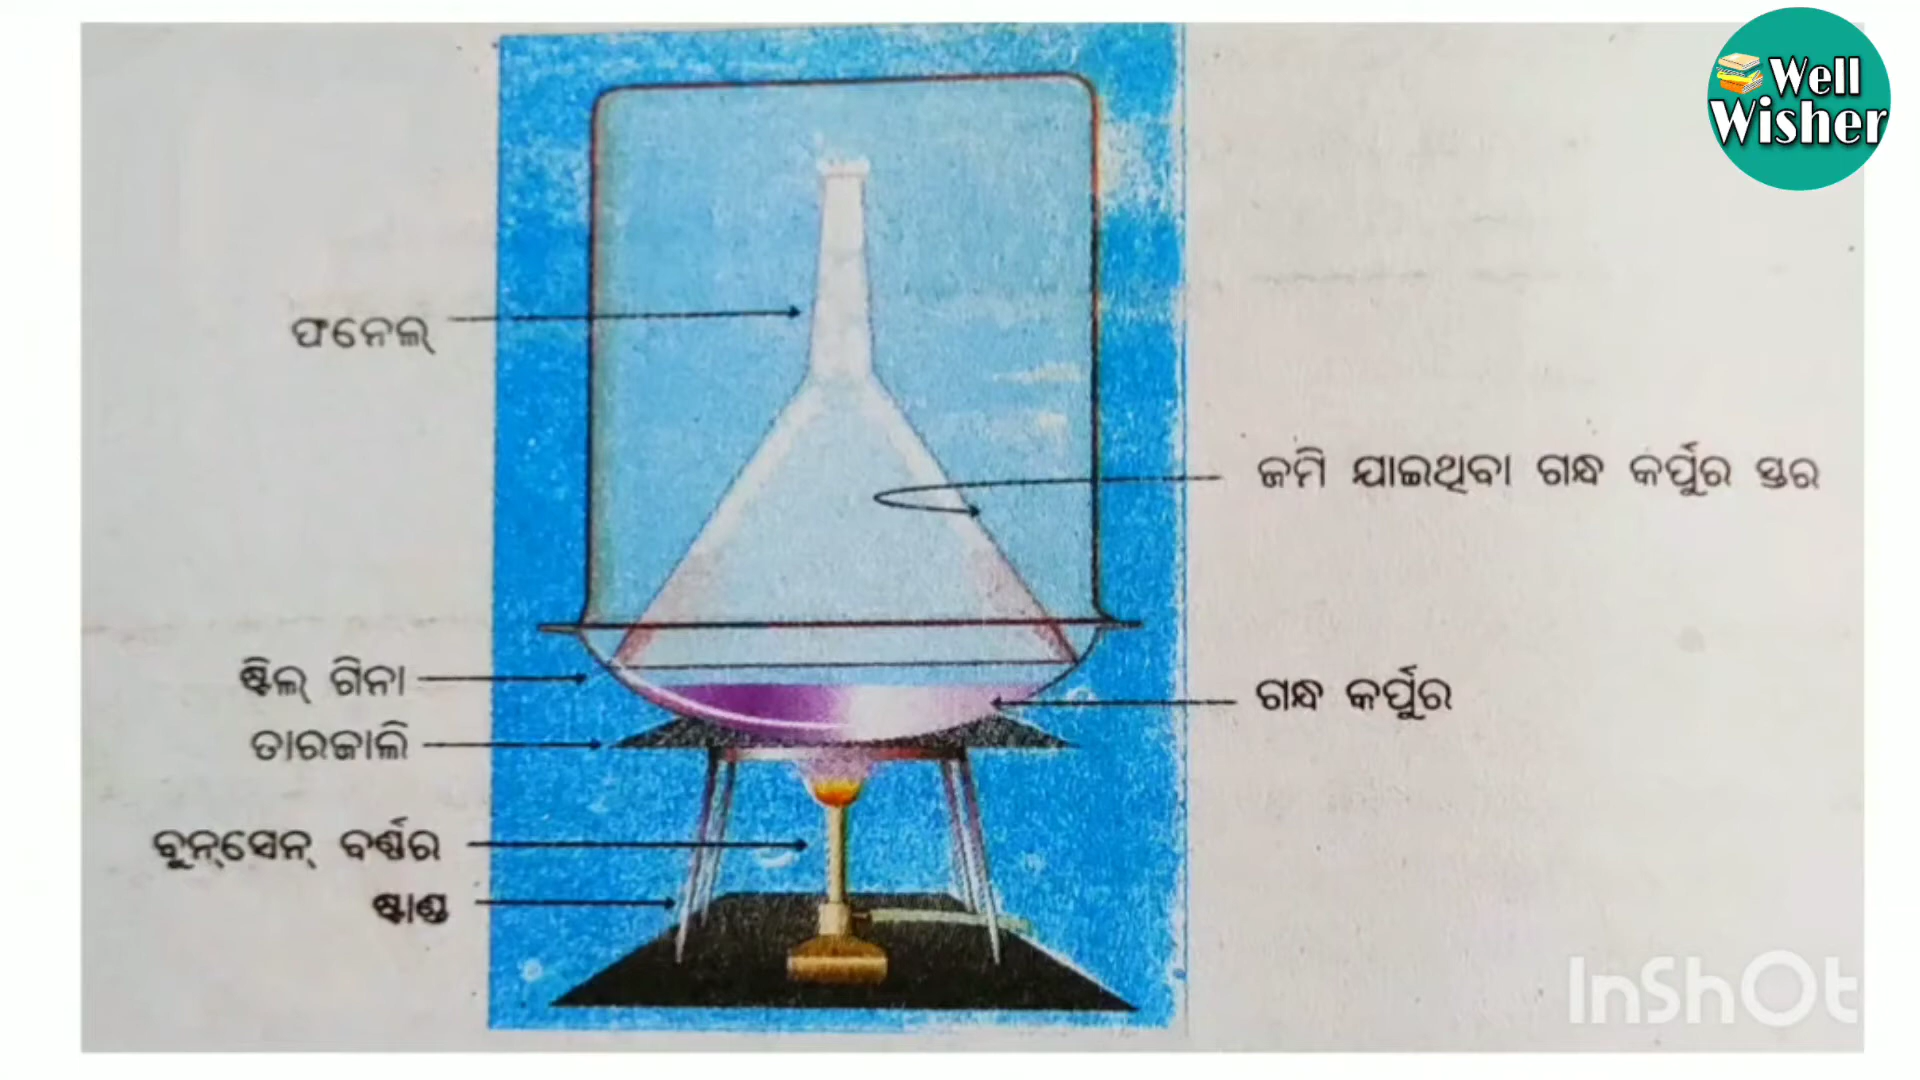 Well
Wisher
ଫନେଲ୍
ଜମି ଯାଇଥିବା ଗନ୍ଧ କର୍ପୁର ସ୍ତର
ଷ୍ଟିଲ୍ ଗିନା
ଗନ୍ଧ କର୍ପୁର
ତାରଜାଲି
ବୁନ୍‌ସେନ୍ ବର୍ଣ୍ଣର
ଷ୍ଟାଣ୍ଡ
InShOt